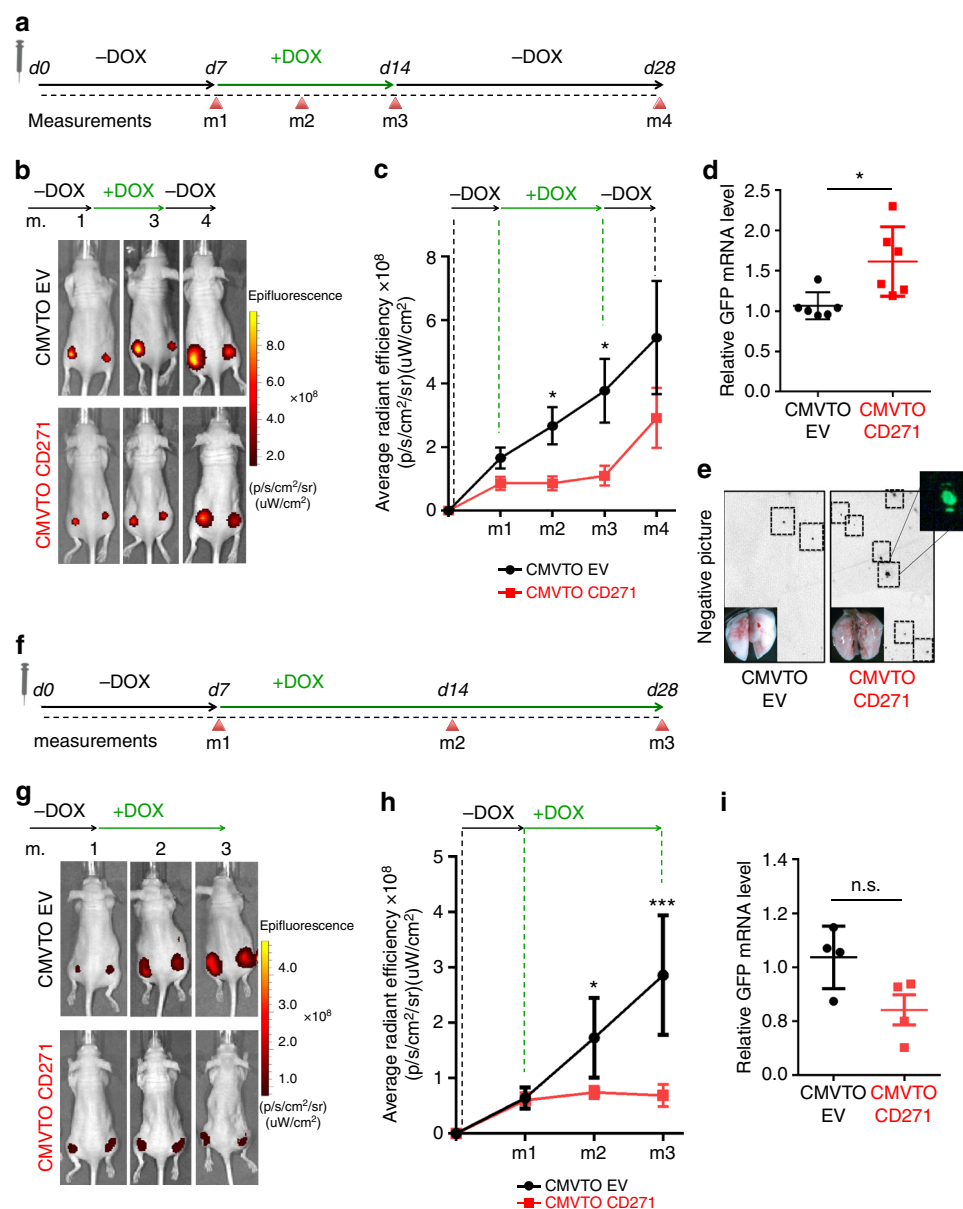 a
–DOX
+DOX
–DOX
d0
d7
d14
d28
Measurements
m1
m2
m3
m4
b
–DOX
+DOX
–DOX
m.
1
3
4
CMVTO EV
CMVTO CD271
Epifluorescence
8.0
6.0
×10⁸
4.0
2.0
(p/s/cm²/sr)
(uW/cm²)
c
–DOX
+DOX
–DOX
Average radiant efficiency ×10⁸
(p/s/cm²/sr)(uW/cm²)
8
6
4
2
0
*
*
m1
m2
m3
m4
CMVTO EV
CMVTO CD271
d
Relative GFP mRNA level
2.5
2.0
1.5
1.0
0.5
0.0
*
CMVTO
EV
CMVTO
CD271
e
Negative picture
CMVTO
EV
CMVTO
CD271
f
–DOX
+DOX
d0
d7
d14
d28
measurements
m1
m2
m3
g
–DOX
+DOX
m.
1
2
3
CMVTO EV
CMVTO CD271
Epifluorescence
4.0
3.0
×10⁸
2.0
1.0
(p/s/cm²/sr)
(uW/cm²)
h
–DOX
+DOX
Average radiant efficiency ×10⁸
(p/s/cm²/sr)(uW/cm²)
5
4
3
2
1
0
*
***
m1
m2
m3
CMVTO EV
CMVTO CD271
i
Relative GFP mRNA level
1.4
1.2
1.0
0.8
0.0
n.s.
CMVTO
EV
CMVTO
CD271